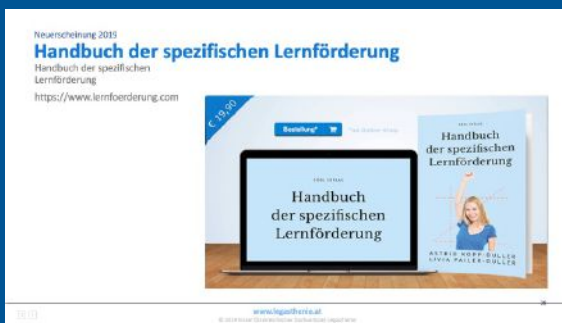 Neuerscheinung 2019
Handbuch der spezifischen Lernförderung
Handbuch der spezifischen
Lernförderung
https://www.lernfoerderung.com
€ 19,90
Bestellung*
Handbuch
der spezifischen
Lernförderung
Handbuch
der spezifischen
Lernförderung
ASTRID KOPP-DULLER
LIVIA PAILER-DULLER
www.legasthenie.at